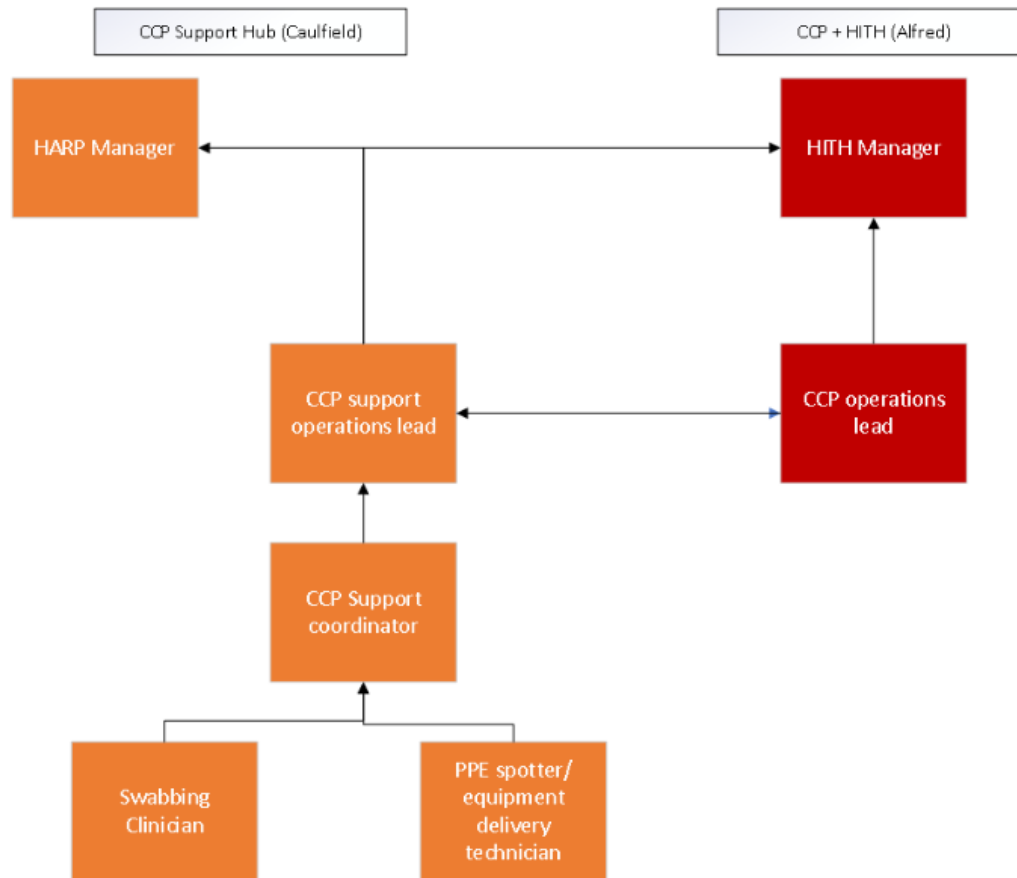 CCP Support Hub (Caulfield)
CCP + HITH (Alfred)
HARP Manager
HITH Manager
CCP support
operations lead
CCP operations
lead
CCP Support
coordinator
Swabbing
Clinician
PPE spotter/
equipment
delivery
technician